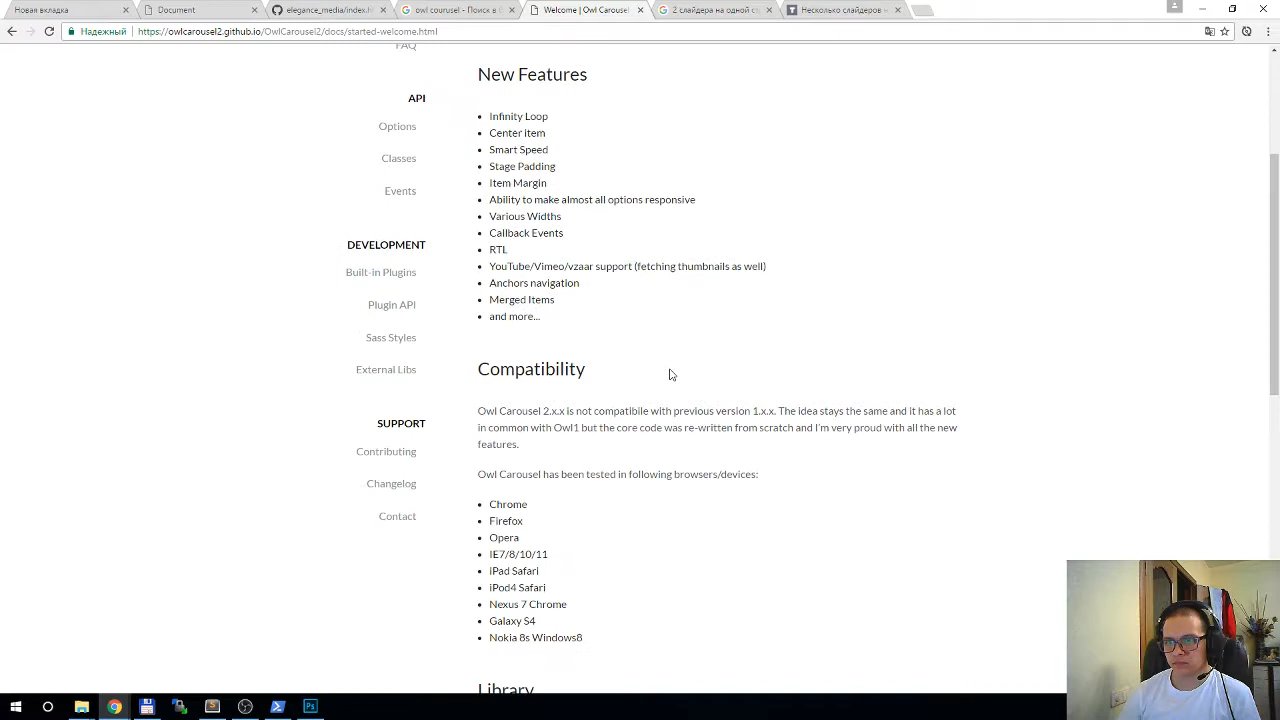 Новая вкладка
Document
elegance_media/index.h
owl courusel - Поиск в G
Welcome | Owl Carousel
2 слайдера на одной с
Несколько слайдеров н
Надежный
https://owlcarousel2.github.io/OwlCarousel2/docs/started-welcome.html
FAQ
API
Options
Classes
Events
DEVELOPMENT
Built-in Plugins
Plugin API
Sass Styles
External Libs
SUPPORT
Contributing
Changelog
Contact
New Features
Infinity Loop
Center item
Smart Speed
Stage Padding
Item Margin
Ability to make almost all options responsive
Various Widths
Callback Events
RTL
YouTube/Vimeo/vzaar support (fetching thumbnails as well)
Anchors navigation
Merged Items
and more...
Compatibility
Owl Carousel 2.x.x is not compatibile with previous version 1.x.x. The idea stays the same and it has a lot
in common with Owl1 but the core code was re-written from scratch and I'm very proud with all the new
features.
Owl Carousel has been tested in following browsers/devices:
Chrome
Firefox
Opera
IE7/8/10/11
iPad Safari
iPod4 Safari
Nexus 7 Chrome
Galaxy S4
Nokia 8s Windows8
Library
Ps